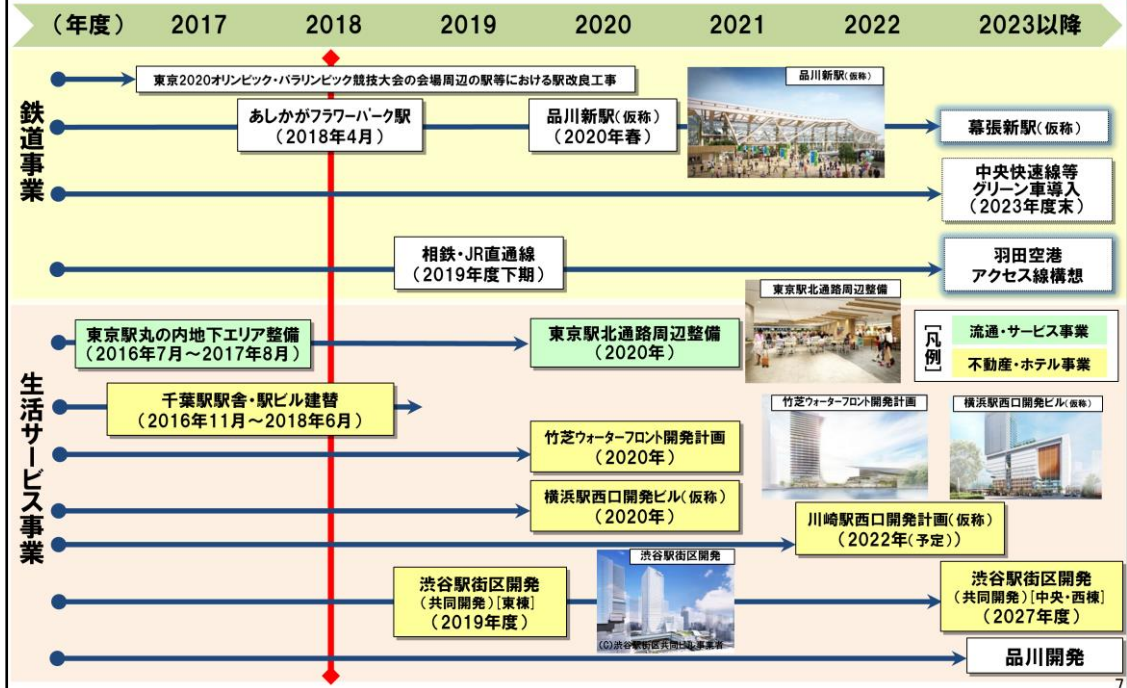 (年度) 2017 2018 2019 2020 2021 2022 2023以降
鉄道事業
東京2020オリンピック・パラリンピック競技大会の会場周辺の駅等における駅改良工事
あしかがフラワーパーク駅
(2018年4月)
品川新駅(仮称)
(2020年春)
品川新駅(仮称)
幕張新駅(仮称)
中央快速線等
グリーン車導入
(2023年度末)
相鉄・JR直通線
(2019年度下期)
羽田空港
アクセス線構想
生活サービス事業
東京駅丸の内地下エリア整備
(2016年7月~2017年8月)
東京駅北通路周辺整備
(2020年)
東京駅北通路周辺整備
[凡例]
流通・サービス事業
不動産・ホテル事業
千葉駅駅舎・駅ビル建替
(2016年11月~2018年6月)
竹芝ウォーターフロント開発計画
(2020年)
竹芝ウォーターフロント開発計画
横浜駅西口開発ビル(仮称)
横浜駅西口開発ビル(仮称)
(2020年)
川崎駅西口開発計画(仮称)
(2022年(予定))
渋谷駅街区開発
(共同開発)[東棟]
(2019年度)
渋谷駅街区開発
(C)渋谷駅街区共同ビル事業者
渋谷駅街区開発
(共同開発)[中央・西棟]
(2027年度)
品川開発
7